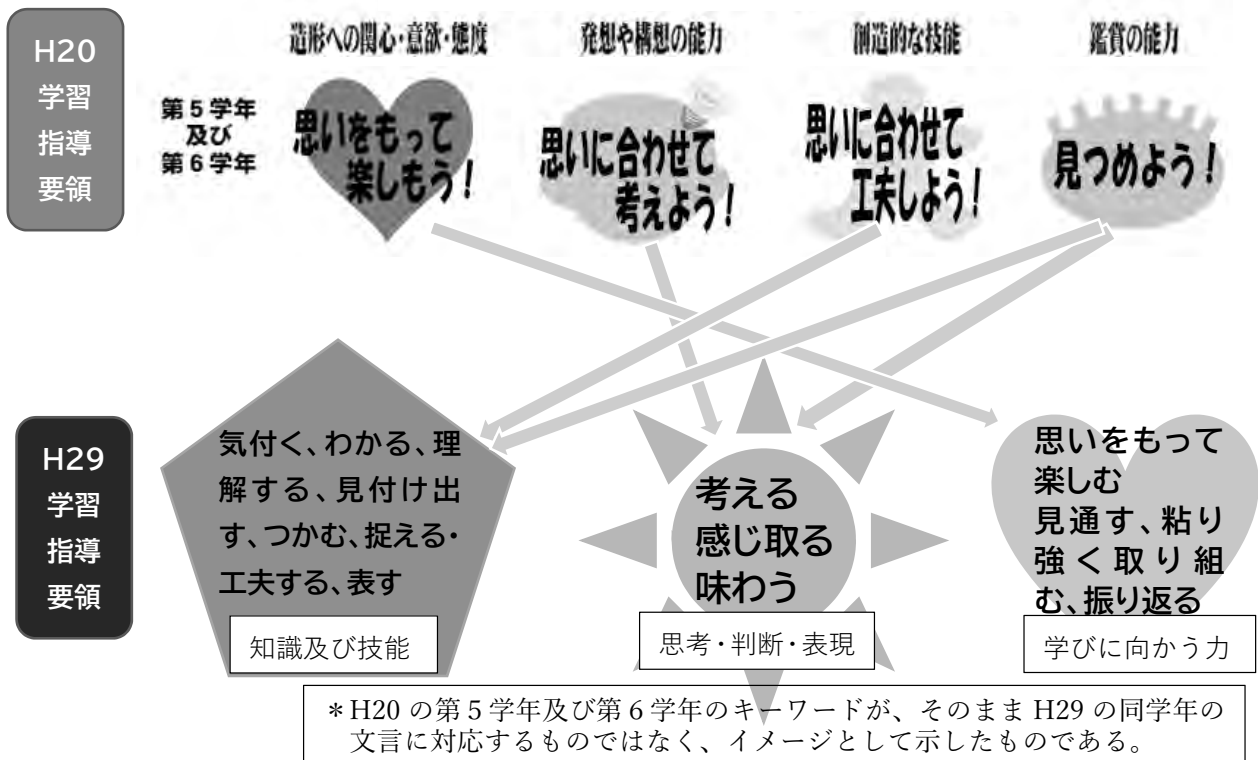 H20
学習
指導
要領
造形への関心・意欲・態度
発想や構想の能力
創造的な技能
鑑賞の能力
第5学年
及び
第6学年
思いをもって
楽しもう!
思いに合わせて
考えよう!
思いに合わせて
工夫しよう!
見つめよう!
H29
学習
指導
要領
気付く、わかる、理
解する、見付け出
す、つかむ、捉える・
工夫する、表す
知識及び技能
考える
感じ取る
味わう
思考・判断・表現
思いをもって
楽しむ
見通す、粘り
強く取り組
む、振り返る
学びに向かう力
*H20 の第5学年及び第6学年のキーワードが、そのまま H29 の同学年の
文言に対応するものではなく、イメージとして示したものである。